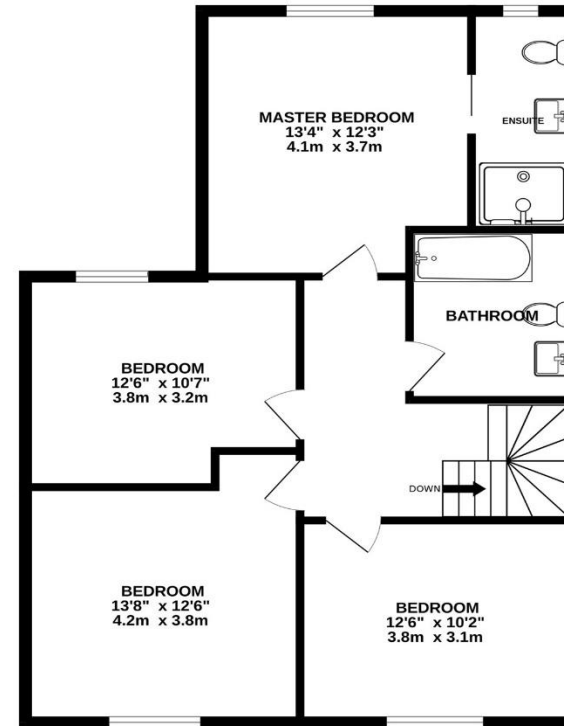 MASTER BEDROOM
13'4" x 12'3"
4.1m x 3.7m
ENSUITE
BATHROOM
BEDROOM
12'6" x 10'7"
3.8m x 3.2m
DOWN
BEDROOM
13'8" x 12'6"
4.2m x 3.8m
BEDROOM
12'6" x 10'2"
3.8m x 3.1m